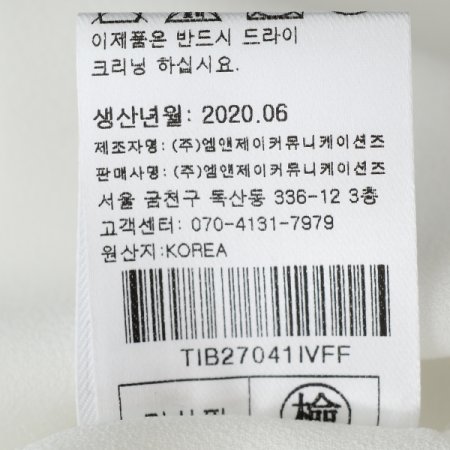 이제품은 반드시 드라이
크리닝 하십시요.
생산년월: 2020.06
제조자명: (주)엠앤제이커뮤니케이션즈
판매사명: (주)엠앤제이커뮤니케이션즈
서울 금천구 독산동 336-12 3층
고객센터: 070-4131-7979
원산지:KOREA
TIB27041IVFF
檢